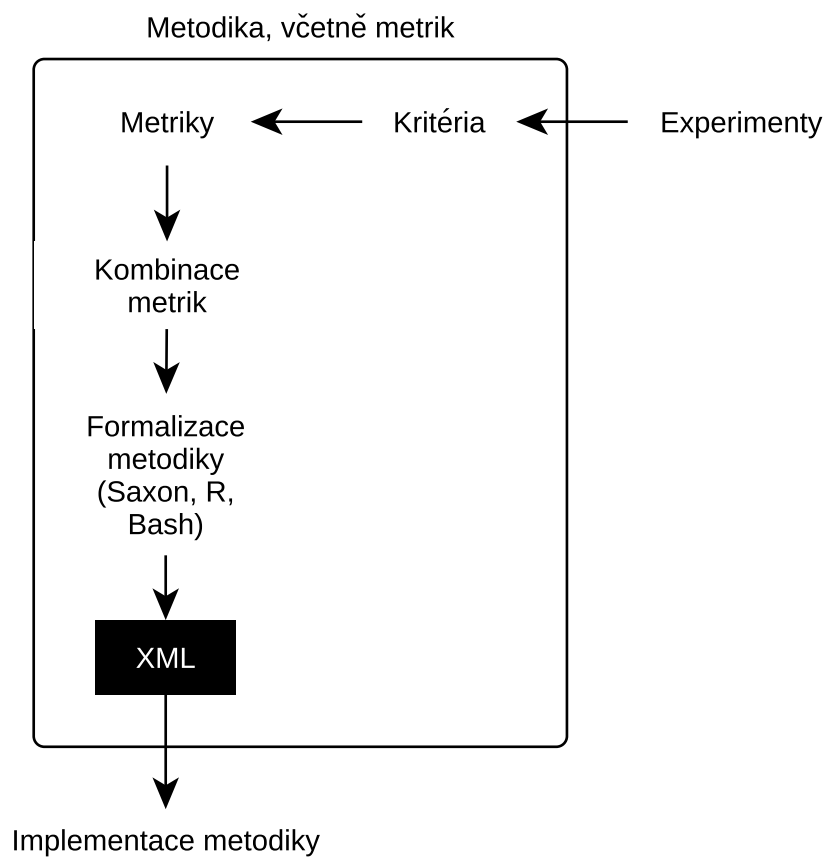 Metodika, včetně metrik
Metriky
Kritéria
Experimenty
Kombinace
metrik
Formalizace
metodiky
(Saxon, R,
Bash)
XML
Implementace metodiky